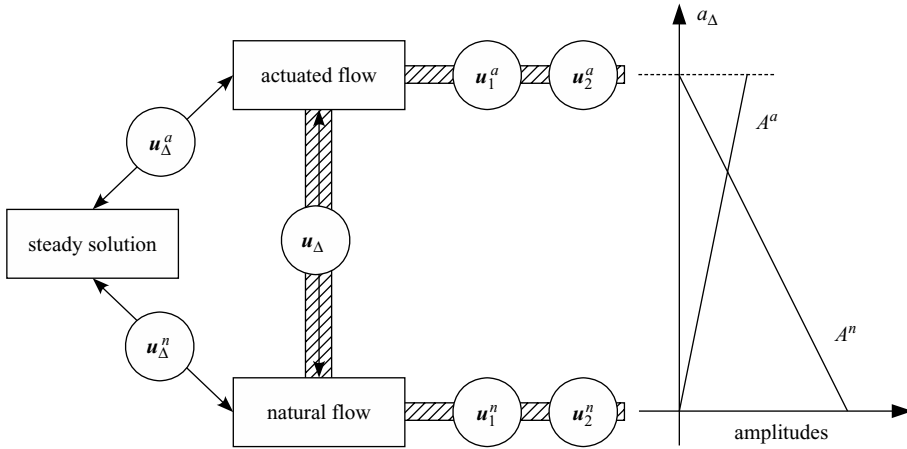 a_Δ
actuated flow
u_1^a
u_2^a
A^a
u_Δ^a
steady solution
u_Δ
u_Δ^n
A^n
natural flow
u_1^n
u_2^n
amplitudes